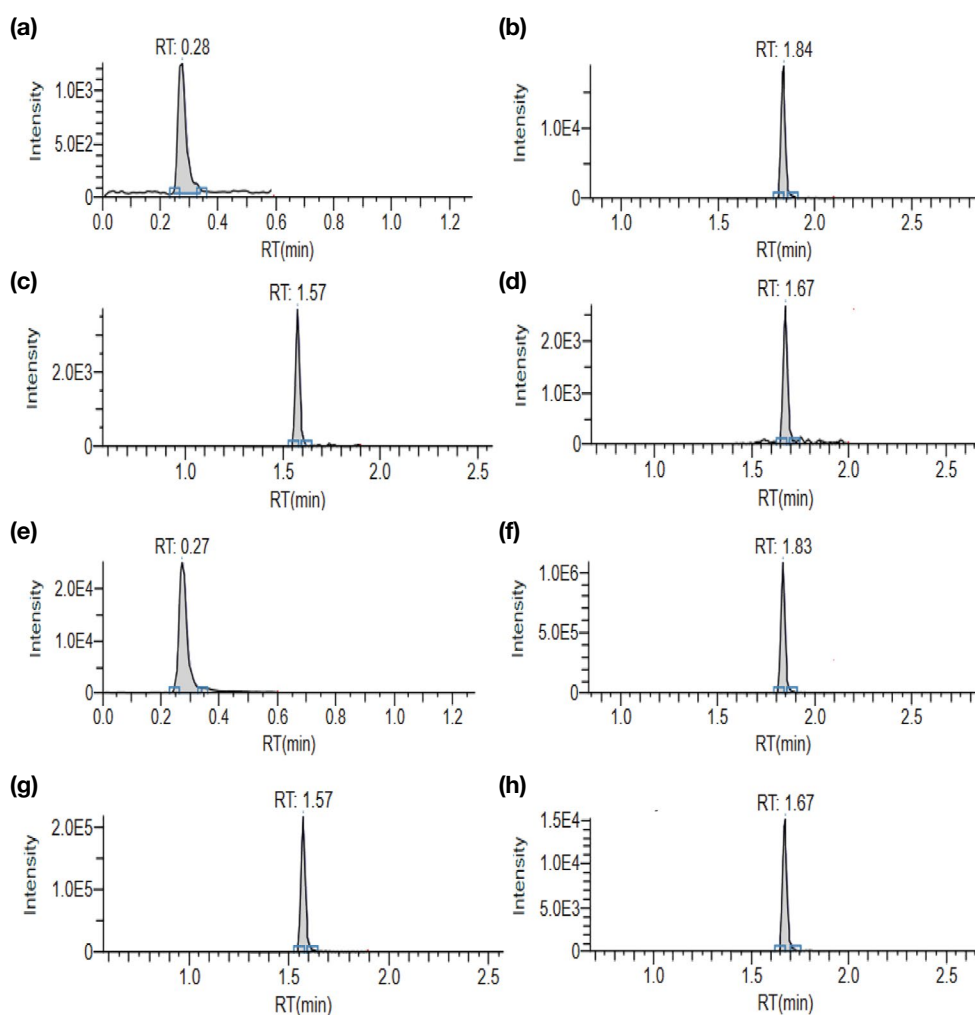 (a)
RT: 0.28
Intensity
1.0E3
5.0E2
0
0.0 0.2 0.4 0.6 0.8 1.0 1.2
RT(min)
(b)
RT: 1.84
Intensity
1.0E4
0
1.0 1.5 2.0 2.5
RT(min)
(c)
RT: 1.57
Intensity
2.0E3
0
1.0 1.5 2.0 2.5
RT(min)
(d)
RT: 1.67
Intensity
2.0E3
1.0E3
0
1.0 1.5 2.0 2.5
RT(min)
(e)
RT: 0.27
Intensity
2.0E4
1.0E4
0
0.0 0.2 0.4 0.6 0.8 1.0 1.2
RT(min)
(f)
RT: 1.83
Intensity
1.0E6
5.0E5
0
1.0 1.5 2.0 2.5
RT(min)
(g)
RT: 1.57
Intensity
2.0E5
1.0E5
0
1.0 1.5 2.0 2.5
RT(min)
(h)
RT: 1.67
Intensity
1.5E4
1.0E4
5.0E3
0
1.0 1.5 2.0 2.5
RT(min)